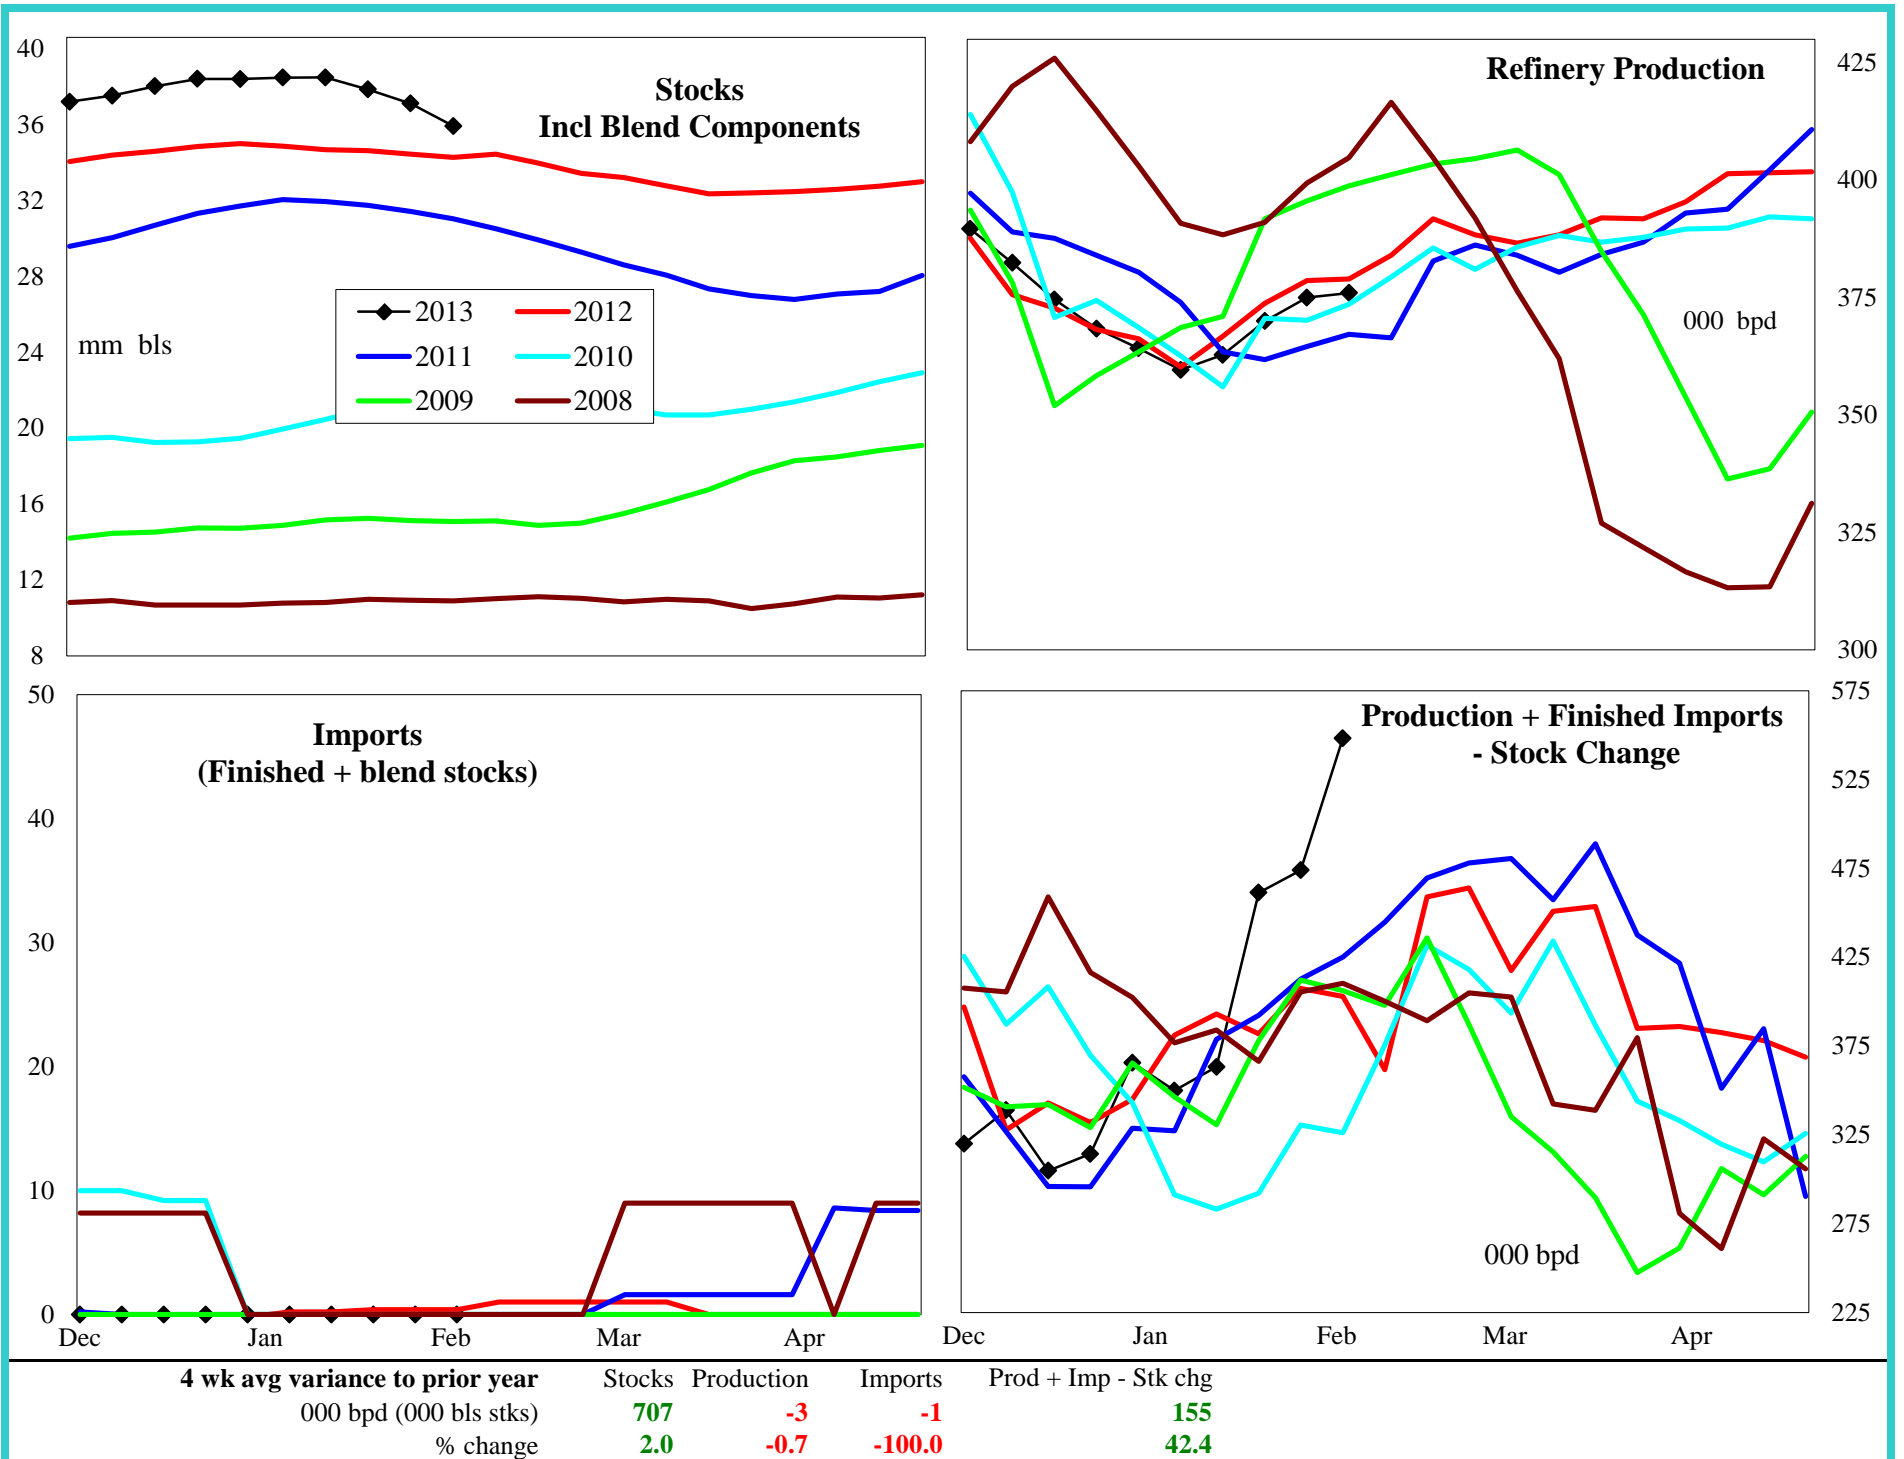 Stocks
Incl Blend Components
40
36
32
28
24
20
16
12
8
mm bls
2013 2012
2011 2010
2009 2008
Refinery Production
425
400
375
350
325
300
000 bpd
Imports
(Finished + blend stocks)
50
40
30
20
10
0
Dec Jan Feb Mar Apr
Production + Finished Imports
- Stock Change
575
525
475
425
375
325
275
225
000 bpd
Dec Jan Feb Mar Apr
4 wk avg variance to prior year Stocks Production Imports Prod + Imp - Stk chg
000 bpd (000 bls stks) 707 -3 -1 155
% change 2.0 -0.7 -100.0 42.4